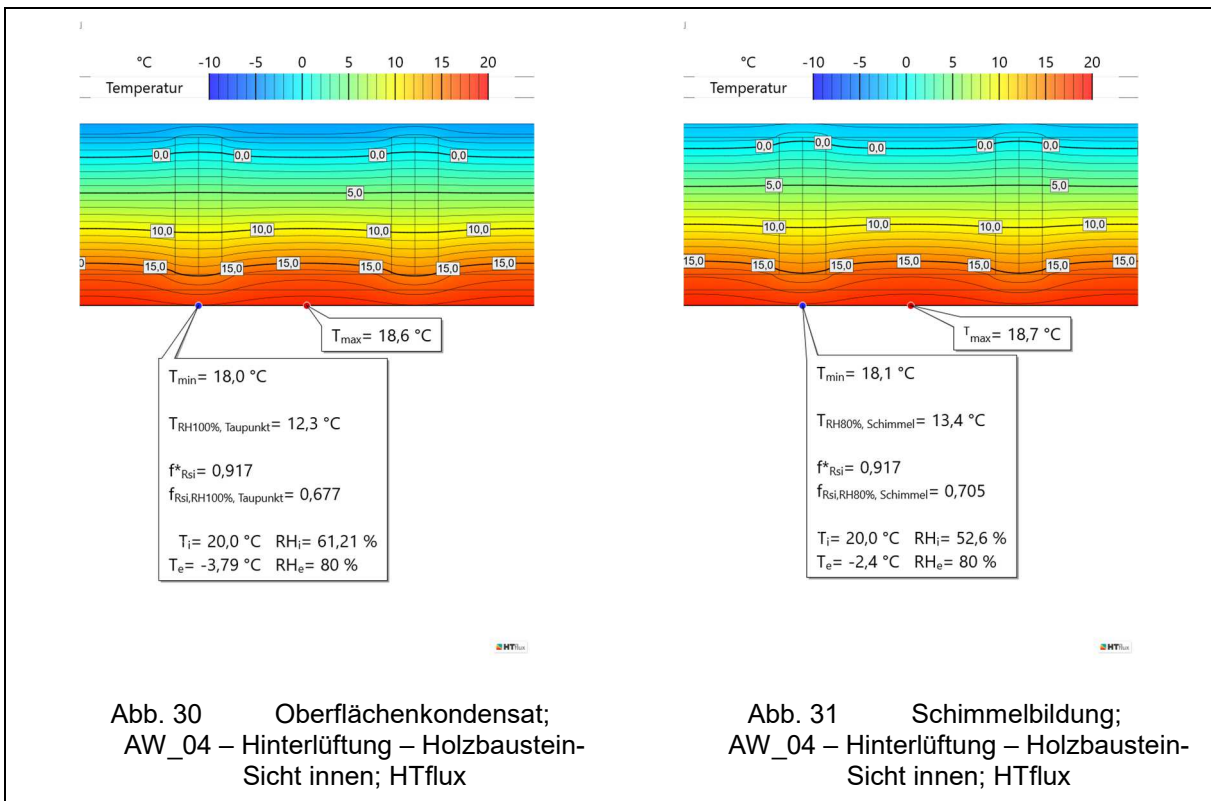 °C -10 -5 0 5 10 15 20
Temperatur
0,0 0,0 0,0 0,0
5,0
10,0 10,0 10,0 10,0
0 15,0 15,0 15,0 15,0 15,0
Tmax= 18,6 °C
Tmin= 18,0 °C
TRH100%, Taupunkt= 12,3 °C
f*Rsi= 0,917
fRsi,RH100%, Taupunkt= 0,677
Ti= 20,0 °C RHi= 61,21 %
Te= -3,79 °C RHe= 80 %
HTflux
Abb. 30 Oberflächenkondensat;
AW_04 – Hinterlüftung – Holzbaustein-
Sicht innen; HTflux
°C -10 -5 0 5 10 15 20
Temperatur
0,0 0,0 0,0 0,0 0,0
5,0 5,0
10,0 10,0 10,0 10,0
15,0 15,0 15,0 15,0 15,0 15,0
Tmax= 18,7 °C
Tmin= 18,1 °C
TRH80%, Schimmel= 13,4 °C
f*Rsi= 0,917
fRsi,RH80%, Schimmel= 0,705
Ti= 20,0 °C RHi= 52,6 %
Te= -2,4 °C RHe= 80 %
HTflux
Abb. 31 Schimmelbildung;
AW_04 – Hinterlüftung – Holzbaustein-
Sicht innen; HTflux